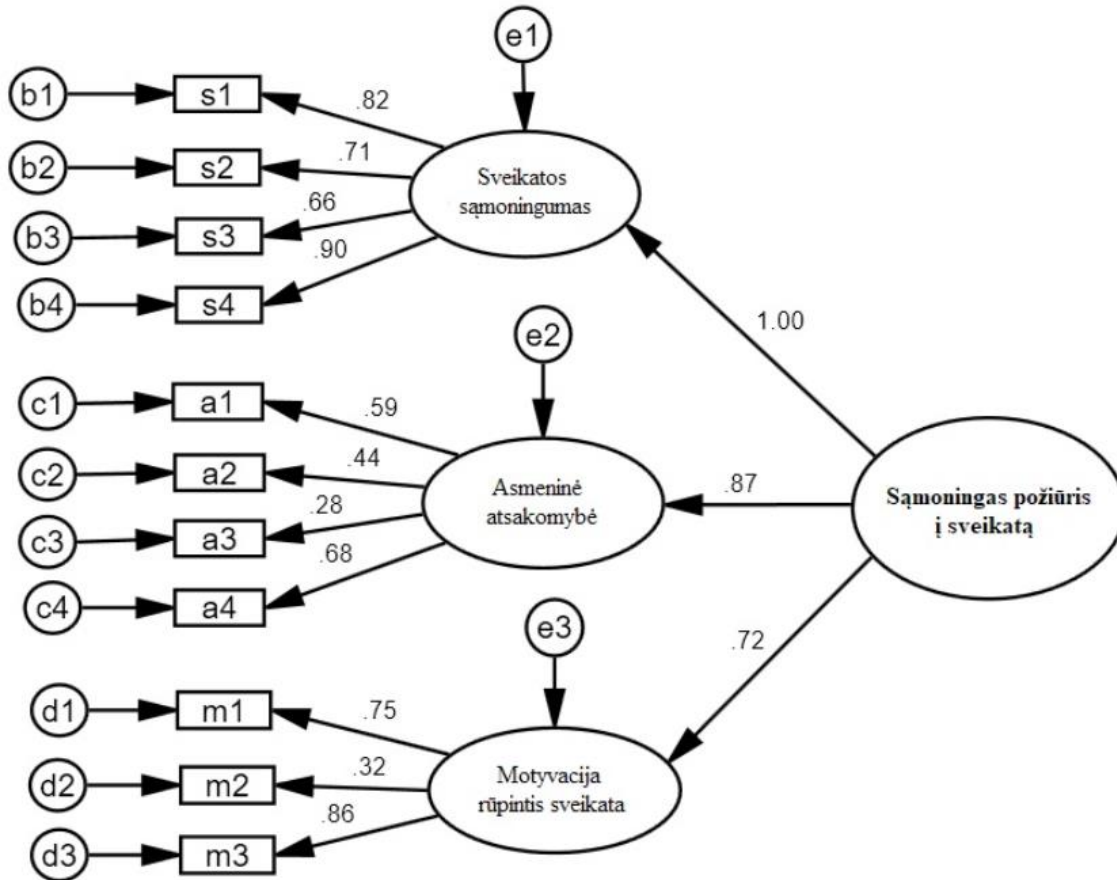 e1
b1
s1
.82
b2
s2
.71
b3
s3
.66
b4
s4
.90
Sveikatos
sąmoningumas
1.00
e2
c1
a1
.59
c2
a2
.44
c3
a3
.28
c4
a4
.68
Asmeninė
atsakomybė
.87
Sąmoningas požiūris
į sveikatą
e3
.72
d1
m1
.75
d2
m2
.32
d3
m3
.86
Motyvacija
rūpintis sveikata